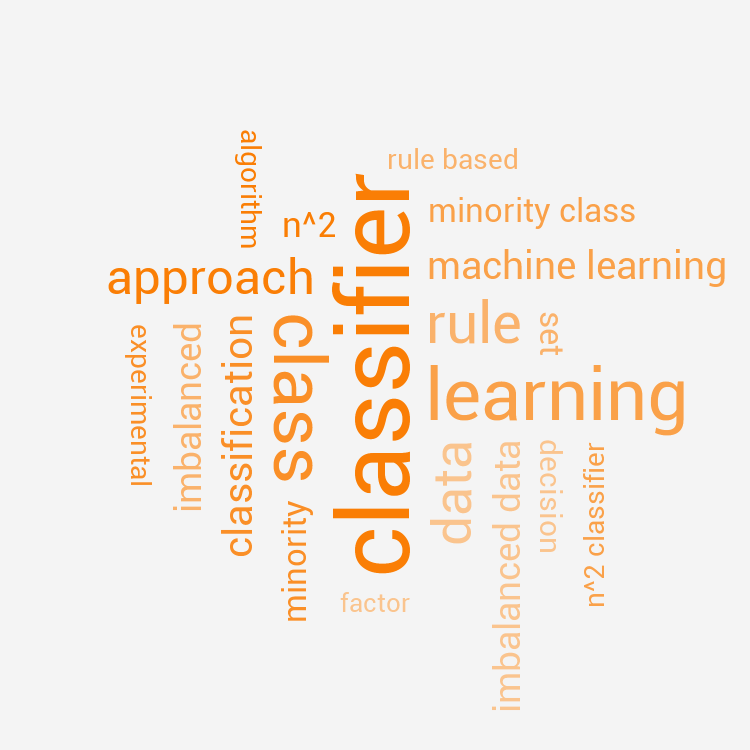 algorithm
rule based
n^2
minority class
approach
machine learning
classifier
class
rule
set
experimental
imbalanced
classification
learning
minority
data
imbalanced data
decision
n^2 classifier
factor